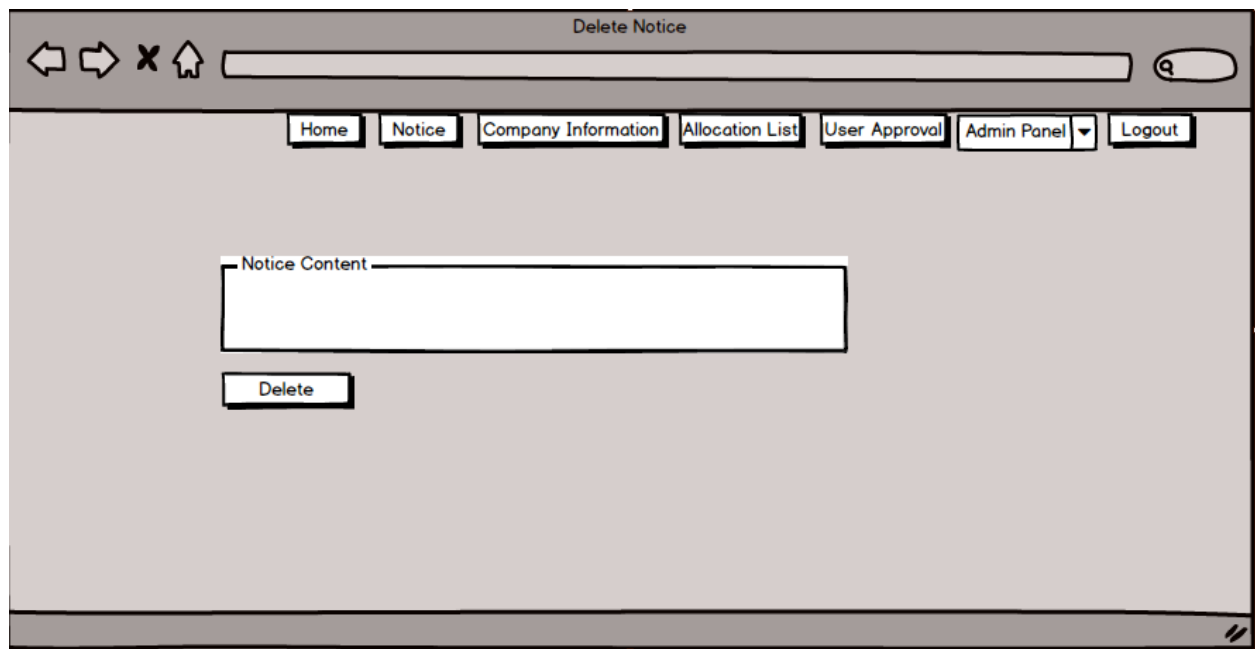 Delete Notice
Home Notice Company Information Allocation List User Approval Admin Panel Logout
Notice Content
Delete